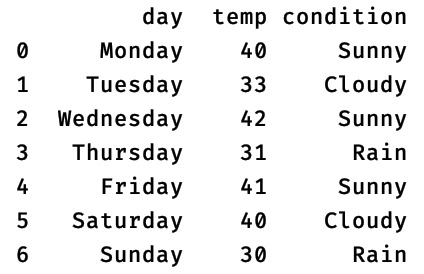 day temp condition
0 Monday 40 Sunny
1 Tuesday 33 Cloudy
2 Wednesday 42 Sunny
3 Thursday 31 Rain
4 Friday 41 Sunny
5 Saturday 40 Cloudy
6 Sunday 30 Rain